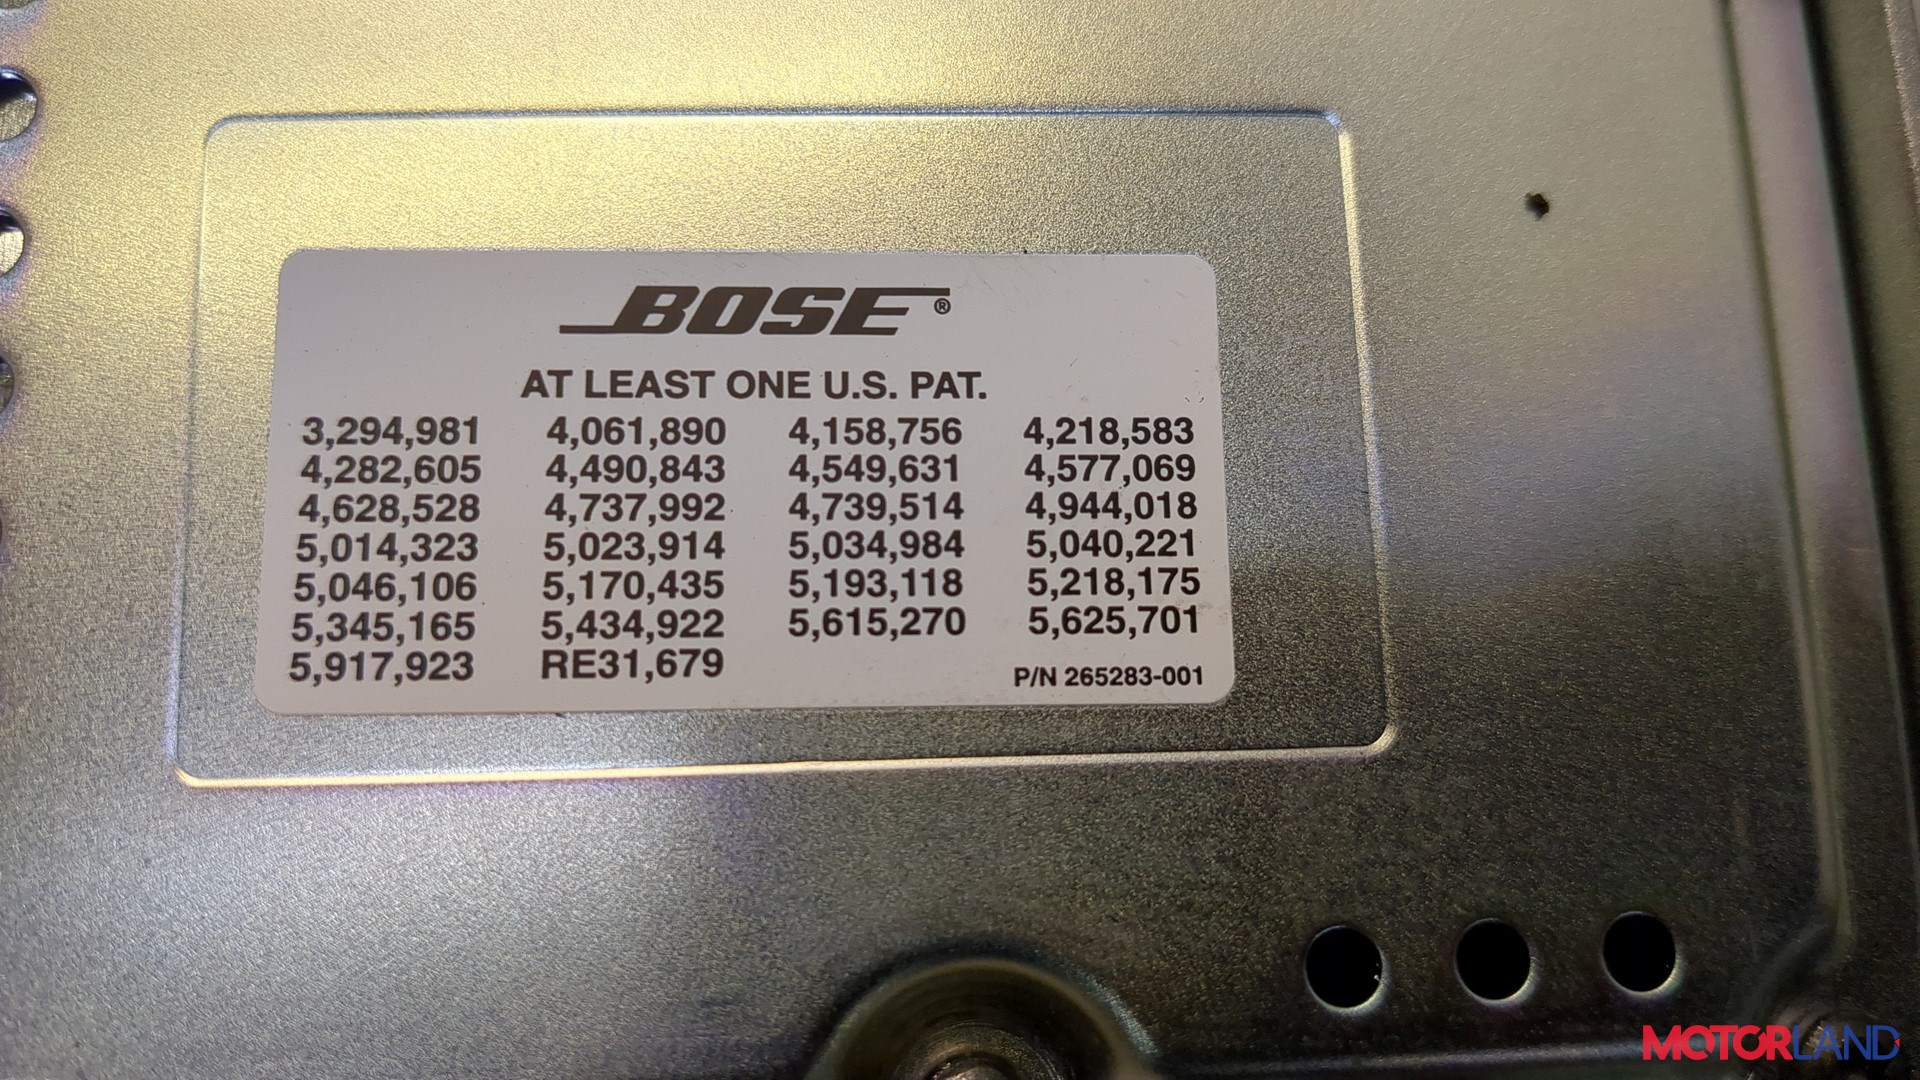 BOSE®
AT LEAST ONE U.S. PAT.
3,294,981 4,061,890 4,158,756 4,218,583
4,282,605 4,490,843 4,549,631 4,577,069
4,628,528 4,737,992 4,739,514 4,944,018
5,014,323 5,023,914 5,034,984 5,040,221
5,046,106 5,170,435 5,193,118 5,218,175
5,345,165 5,434,922 5,615,270 5,625,701
5,917,923 RE31,679
P/N 265283-001
MOTORLAND